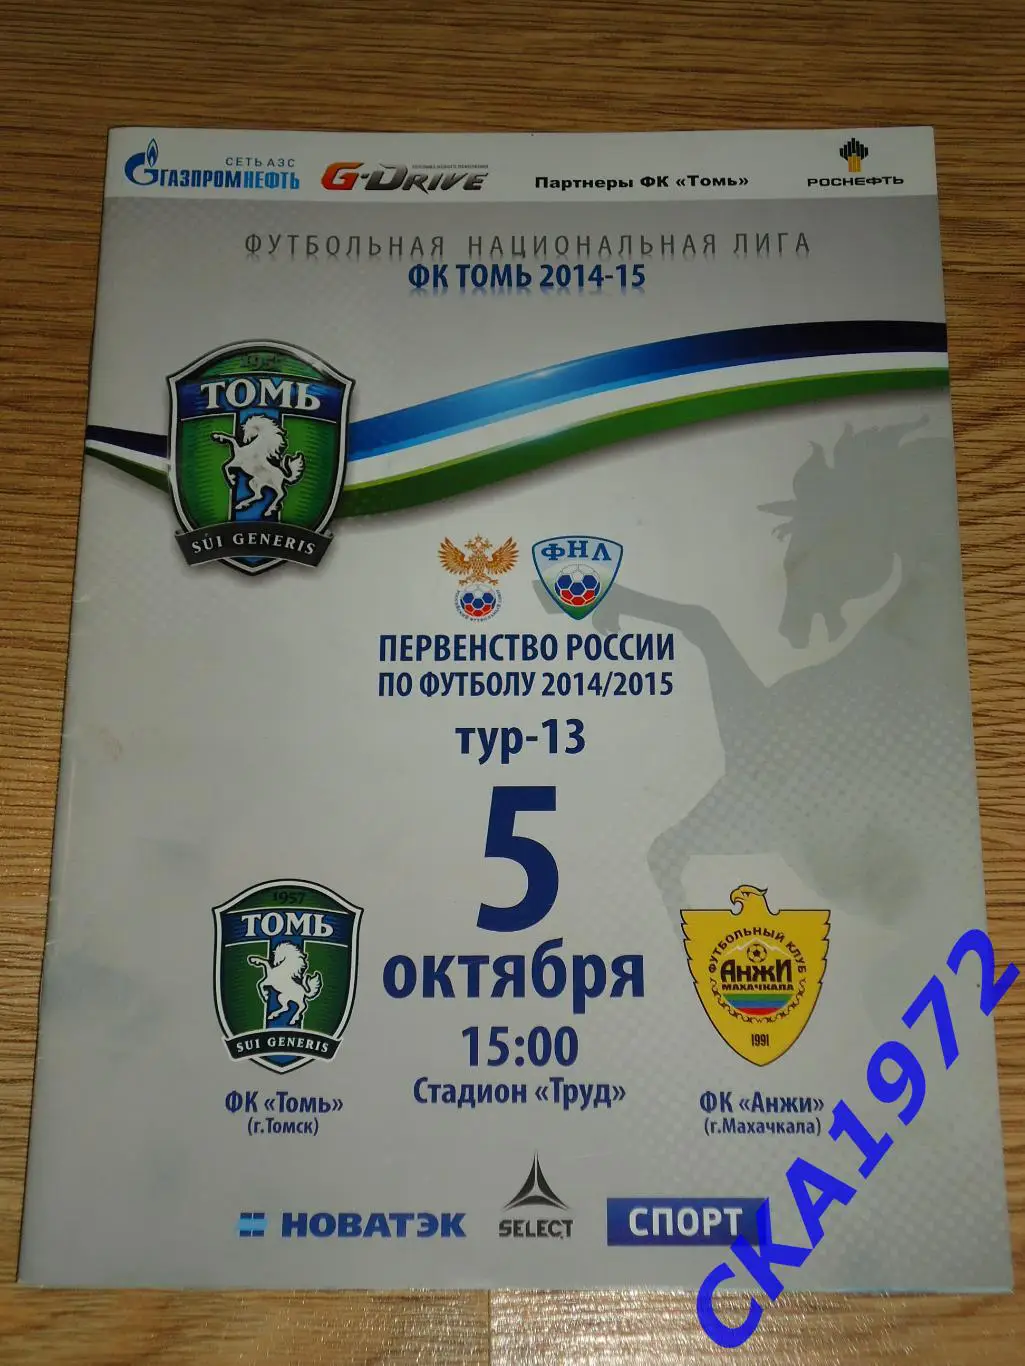 ГАЗПРОМНЕФТЬ
СЕТЬ АЗС
G-DRIVE
Партнеры ФК «Томь»
РОСНЕФТЬ
ФУТБОЛЬНАЯ НАЦИОНАЛЬНАЯ ЛИГА
ФК ТОМЬ 2014-15
ТОМЬ
SUI GENERIS
ФНЛ
ПЕРВЕНСТВО РОССИИ
ПО ФУТБОЛУ 2014/2015
тур-13
5
октября
15:00
Стадион «Труд»
1957
ТОМЬ
SUI GENERIS
ФК «Томь»
(г.Томск)
ФУТБОЛЬНЫЙ КЛУБ
АНЖИ
МАХАЧКАЛА
1991
ФК «Анжи»
(г.Махачкала)
НОВАТЭК
SELECT
СПОРТ
СКА1972